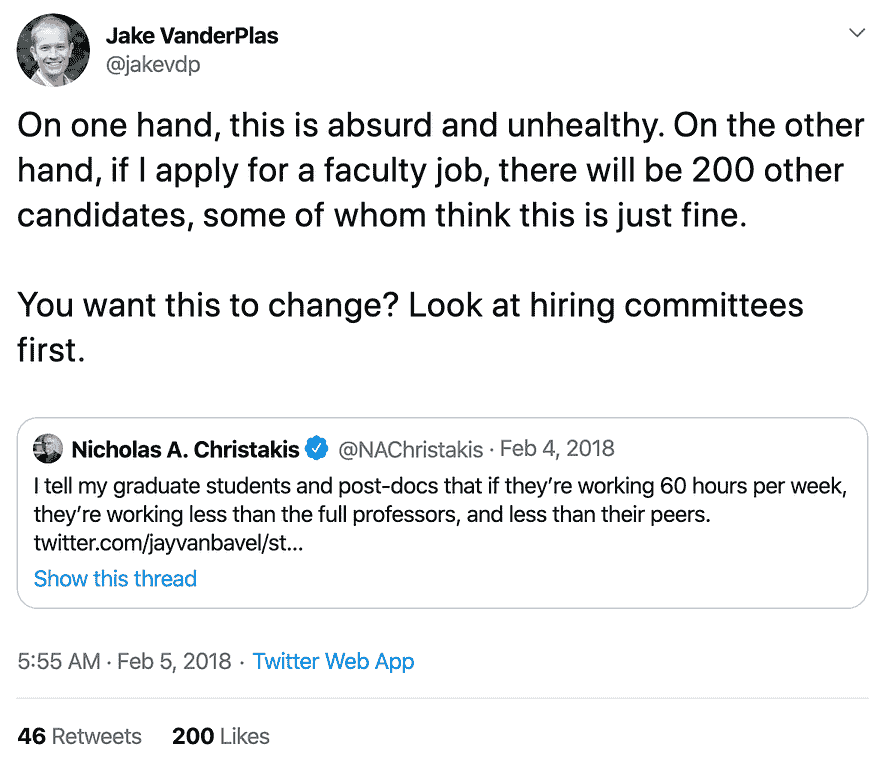 Jake VanderPlas
@jakevdp
On one hand, this is absurd and unhealthy. On the other
hand, if I apply for a faculty job, there will be 200 other
candidates, some of whom think this is just fine.
You want this to change? Look at hiring committees
first.
Nicholas A. Christakis @NAChristakis · Feb 4, 2018
I tell my graduate students and post-docs that if they’re working 60 hours per week,
they’re working less than the full professors, and less than their peers.
twitter.com/jayvanbavel/st...
Show this thread
5:55 AM · Feb 5, 2018 · Twitter Web App
46 Retweets 200 Likes